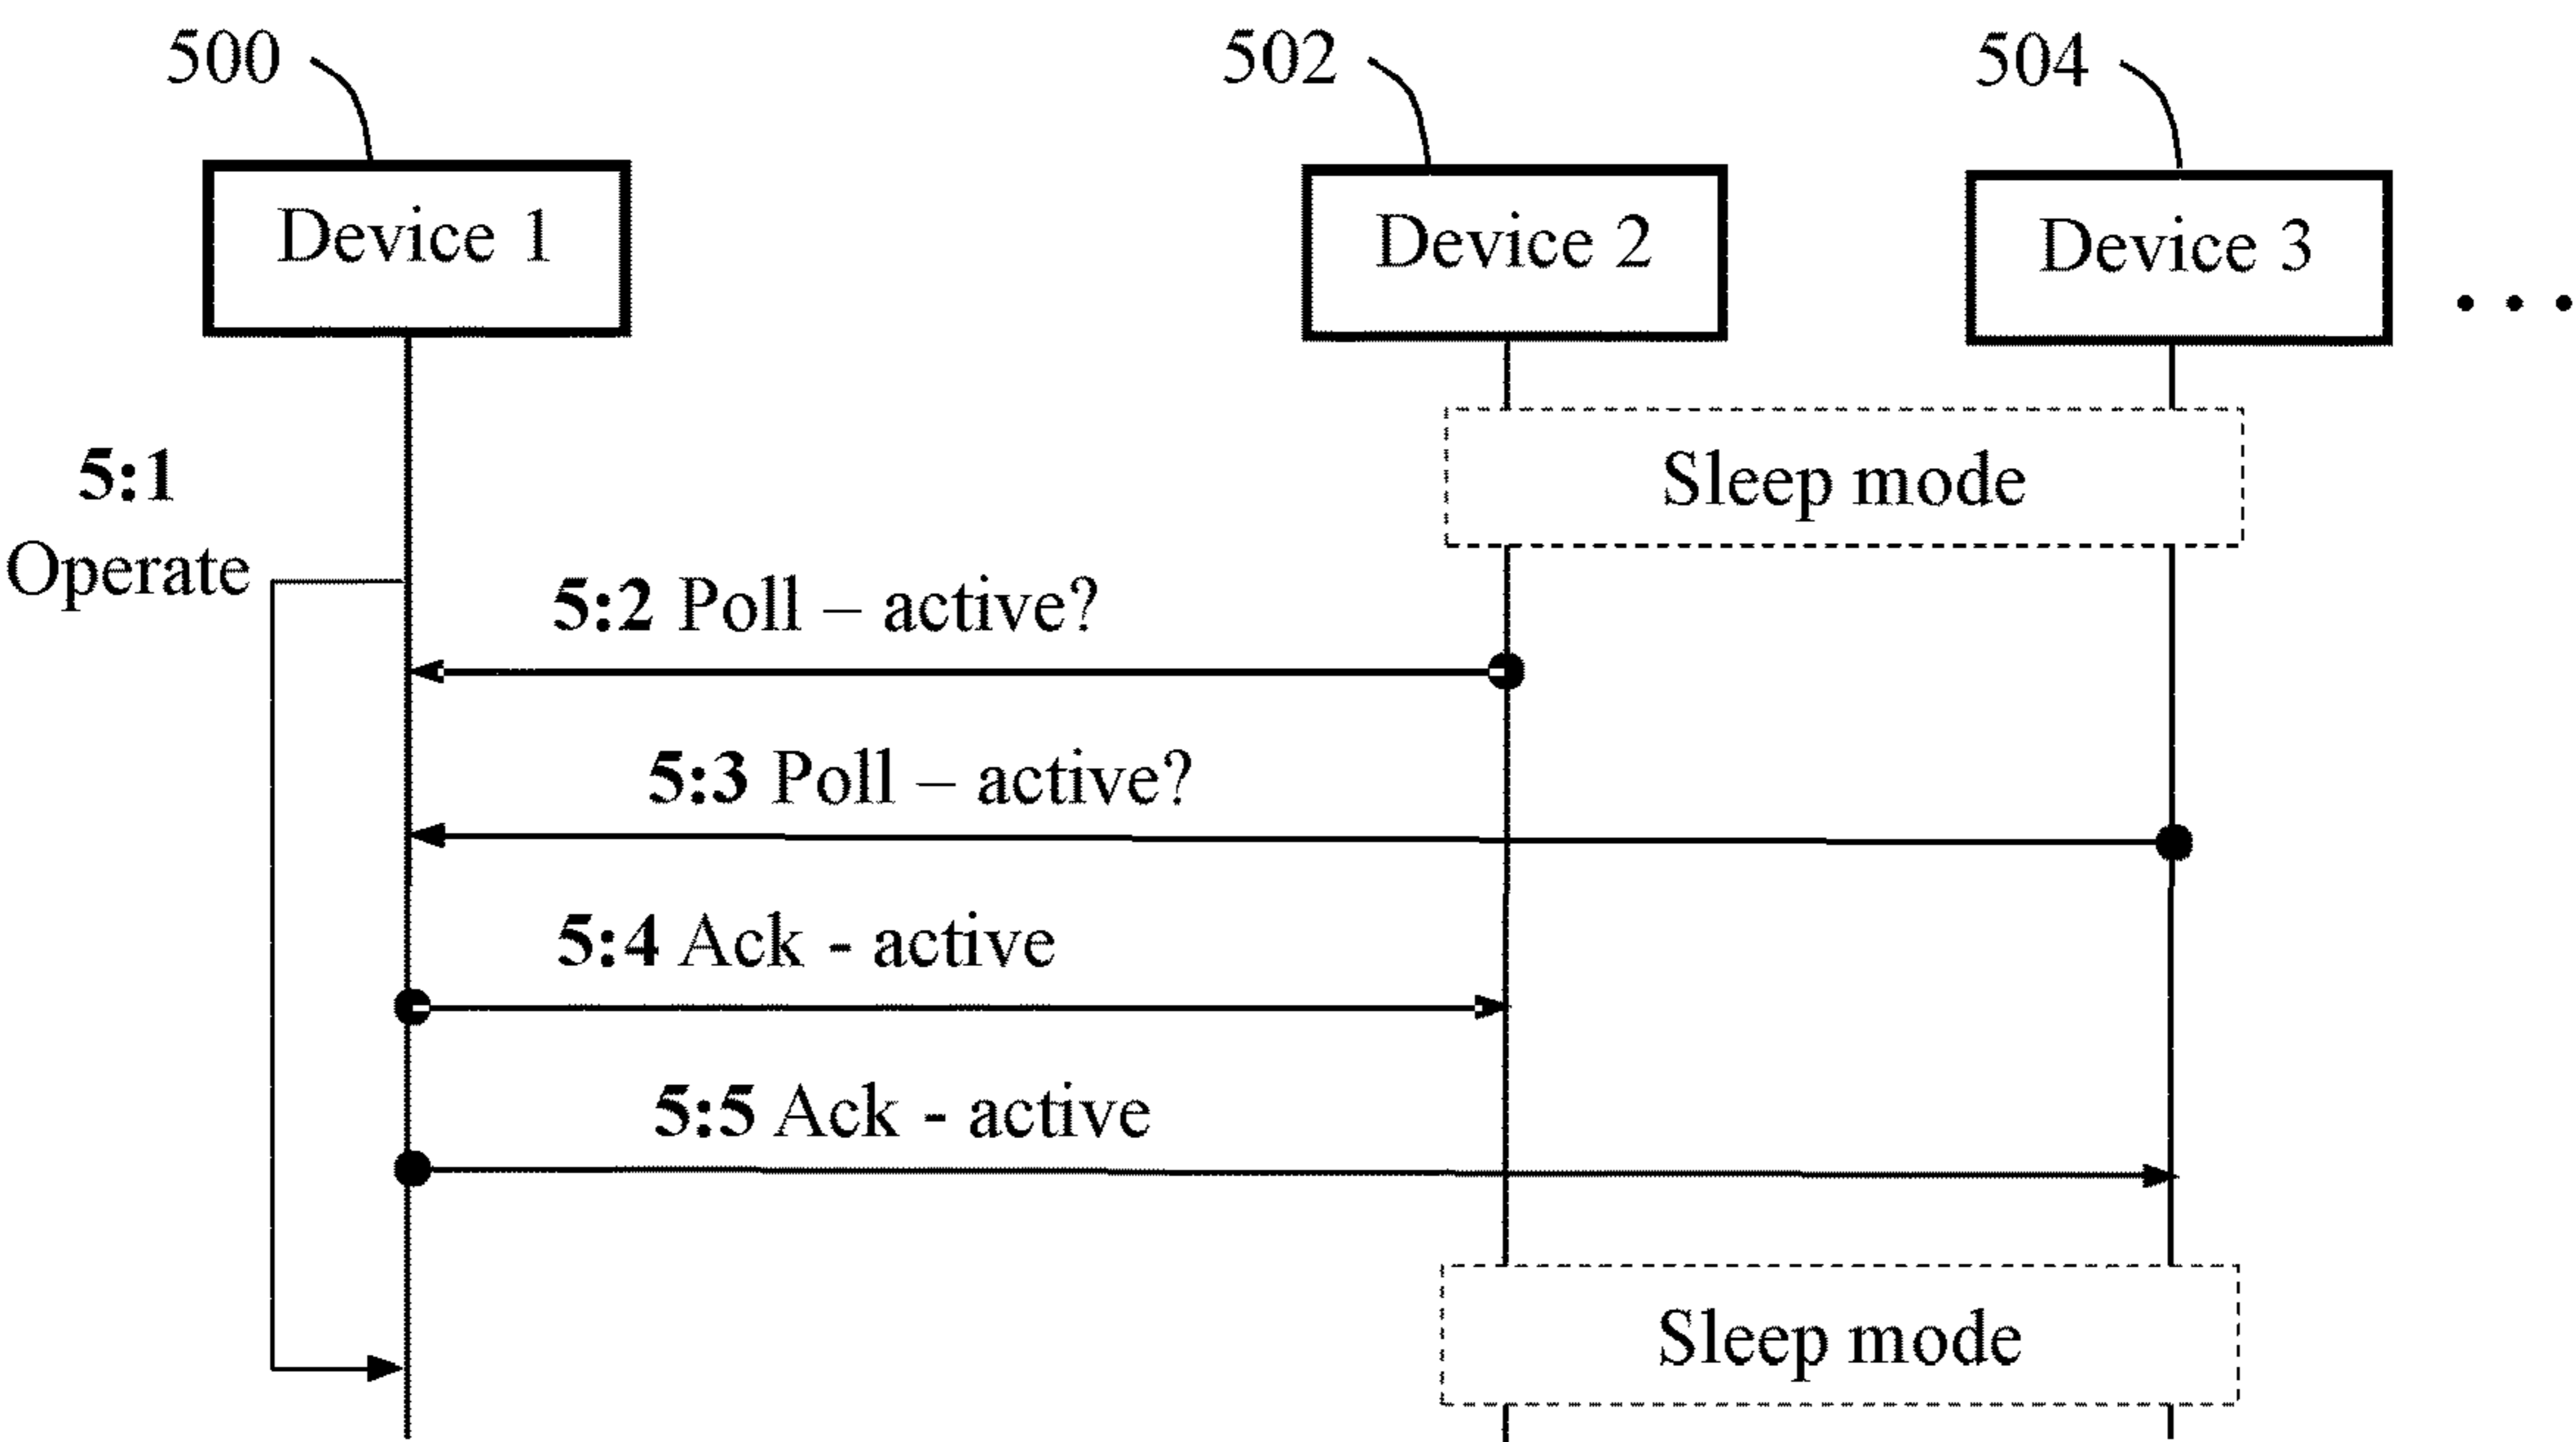 500
502
504
Device 1
Device 2
Device 3
. . .
Sleep mode
5:1
Operate
5:2 Poll – active?
5:3 Poll – active?
5:4 Ack - active
5:5 Ack - active
Sleep mode